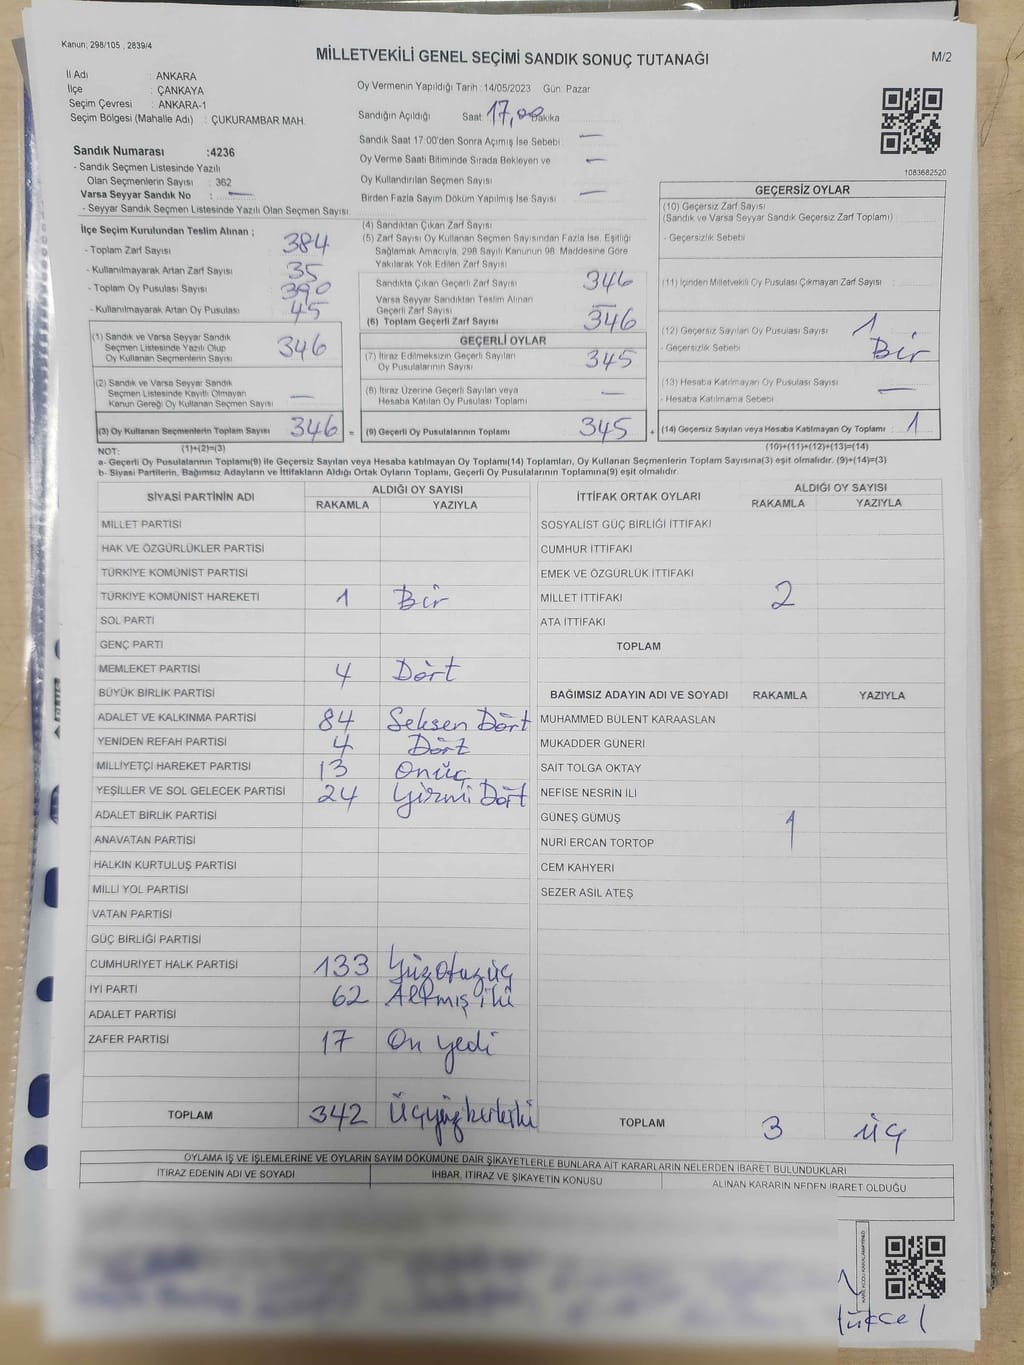 Kanun; 298/105 , 2839/4
MİLLETVEKİLİ GENEL SEÇİMİ SANDIK SONUÇ TUTANAĞI
M/2
İl Adı : ANKARA
İlçe : ÇANKAYA
Seçim Çevresi : ANKARA-1
Seçim Bölgesi (Mahalle Adı) : ÇUKURAMBAR MAH.
Sandık Numarası :4236
- Sandık Seçmen Listesinde Yazılı
Olan Seçmenlerin Sayısı : 362
Varsa Seyyar Sandık No : —
- Seyyar Sandık Seçmen Listesinde Yazılı Olan Seçmen Sayısı:
Oy Vermenin Yapıldığı Tarih : 14/05/2023 Gün: Pazar
Sandığın Açıldığı Saat: 17,00 Dakika
Sandık Saat 17:00'den Sonra Açımış İse Sebebi —
Oy Verme Saati Bitiminde Sırada Bekleyen ve —
Oy Kullandırılan Seçmen Sayısı
Birden Fazla Sayım Döküm Yapılmış İse Sayısı —
1083682520
İlçe Seçim Kurulundan Teslim Alınan ;
- Toplam Zarf Sayısı : 384
- Kullanılmayarak Artan Zarf Sayısı : 35
- Toplam Oy Pusulası Sayısı : 390
- Kullanılmayarak Artan Oy Pusulası : 45
(1) Sandık ve Varsa Seyyar Sandık
Seçmen Listesinde Yazılı Olup
Oy Kullanan Seçmenlerin Sayısı : 346
(2) Sandık ve Varsa Seyyar Sandık
Seçmen Listesinde Kayıtlı Olmayan
Kanun Gereği Oy Kullanan Seçmen Sayısı : —
(3) Oy Kullanan Seçmenlerin Toplam Sayısı : 346 =
(4) Sandıktan Çıkan Zarf Sayısı
(5) Zarf Sayısı Oy Kullanan Seçmen Sayısından Fazla İse, Eşitliği
Sağlamak Amacıyla, 298 Sayılı Kanunun 98. Maddesine Göre
Yakılarak Yok Edilen Zarf Sayısı
Sandıkta Çıkan Geçerli Zarf Sayısı 346
Varsa Seyyar Sandıktan Teslim Alınan
Geçerli Zarf Sayısı —
(6) Toplam Geçerli Zarf Sayısı 346
GEÇERLİ OYLAR
(7) İtiraz Edilmeksizin Geçerli Sayılan
Oy Pusulalarının Sayısı 345
(8) İtiraz Üzerine Geçerli Sayılan veya
Hesaba Katılan Oy Pusulası Toplamı —
(9) Geçerli Oy Pusulalarının Toplamı 345 +
GEÇERSİZ OYLAR
(10) Geçersiz Zarf Sayısı
(Sandık ve Varsa Seyyar Sandık Geçersiz Zarf Toplamı) :
- Geçersizlik Sebebi :
(11) İçinden Milletvekili Oy Pusulası Çıkmayan Zarf Sayısı :
(12) Geçersiz Sayılan Oy Pusulası Sayısı : 1
- Geçersizlik Sebebi : Bir
(13) Hesaba Katılmayan Oy Pusulası Sayısı : —
- Hesaba Katılmama Sebebi :
(14) Geçersiz Sayılan veya Hesaba Katılmayan Oy Toplamı : 1
NOT: (1)+(2)=(3) (10)+(11)+(12)+(13)=(14)
a- Geçerli Oy Pusulalarının Toplamı(9) ile Geçersiz Sayılan veya Hesaba katılmayan Oy Toplamı(14) Toplamları, Oy Kullanan Seçmenlerin Toplam Sayısına(3) eşit olmalıdır. (9)+(14)=(3)
b- Siyasi Partilerin, Bağımsız Adayların ve İttifakların Aldığı Ortak Oyların Toplamı, Geçerli Oy Pusulalarının Toplamına(9) eşit olmalıdır.
SİYASİ PARTİNİN ADI ALDIĞI OY SAYISI
RAKAMLA YAZIYLA
MİLLET PARTİSİ
HAK VE ÖZGÜRLÜKLER PARTİSİ
TÜRKİYE KOMÜNİST PARTİSİ
TÜRKİYE KOMÜNİST HAREKETİ 1 Bir
SOL PARTİ
GENÇ PARTİ
MEMLEKET PARTİSİ 4 Dört
BÜYÜK BİRLİK PARTİSİ
ADALET VE KALKINMA PARTİSİ 84 Seksen Dört
YENİDEN REFAH PARTİSİ 4 Dört
MİLLİYETÇİ HAREKET PARTİSİ 13 Onüç
YEŞİLLER VE SOL GELECEK PARTİSİ 24 Yirmi Dört
ADALET BİRLİK PARTİSİ
ANAVATAN PARTİSİ
HALKIN KURTULUŞ PARTİSİ
MİLLİ YOL PARTİSİ
VATAN PARTİSİ
GÜÇ BİRLİĞİ PARTİSİ
CUMHURİYET HALK PARTİSİ 133 Yüzotuzüç
İYİ PARTİ 62 Altmış iki
ADALET PARTİSİ
ZAFER PARTİSİ 17 On yedi
TOPLAM 342 Üçyüzkırkiki
İTTİFAK ORTAK OYLARI ALDIĞI OY SAYISI
RAKAMLA YAZIYLA
SOSYALİST GÜÇ BİRLİĞİ İTTİFAKI
CUMHUR İTTİFAKI
EMEK VE ÖZGÜRLÜK İTTİFAKI
MİLLET İTTİFAKI 2
ATA İTTİFAKI
TOPLAM
BAĞIMSIZ ADAYIN ADI VE SOYADI RAKAMLA YAZIYLA
MUHAMMED BÜLENT KARAASLAN
MUKADDER GÜNERİ
SAİT TOLGA OKTAY
NEFİSE NESRİN İLİ
GÜNEŞ GÜMÜŞ 1
NURİ ERCAN TORTOP
CEM KAHYERİ
SEZER ASIL ATEŞ
TOPLAM 3 üç
OYLAMA İŞ VE İŞLEMLERİNE VE OYLARIN SAYIM DÖKÜMÜNE DAİR ŞİKAYETLERLE BUNLARA AİT KARARLARIN NELERDEN İBARET BULUNDUKLARI
İTİRAZ EDENİN ADI VE SOYADI İHBAR, İTİRAZ VE ŞİKAYETİN KONUSU ALINAN KARARIN NEDEN İBARET OLDUĞU
KARE KODU KARALAMAYINIZ!